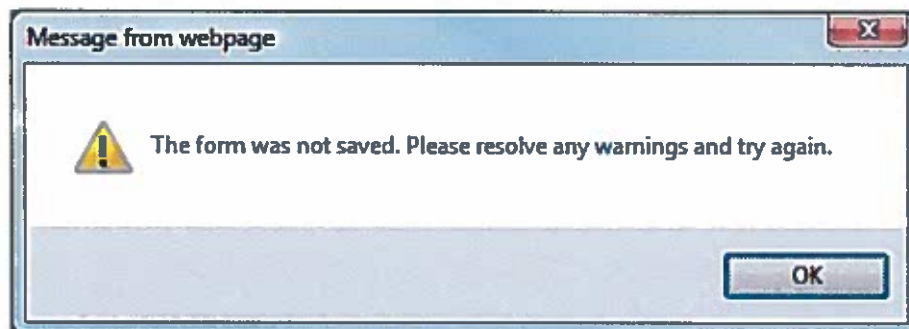 Message from webpage
The form was not saved. Please resolve any warnings and try again.
OK